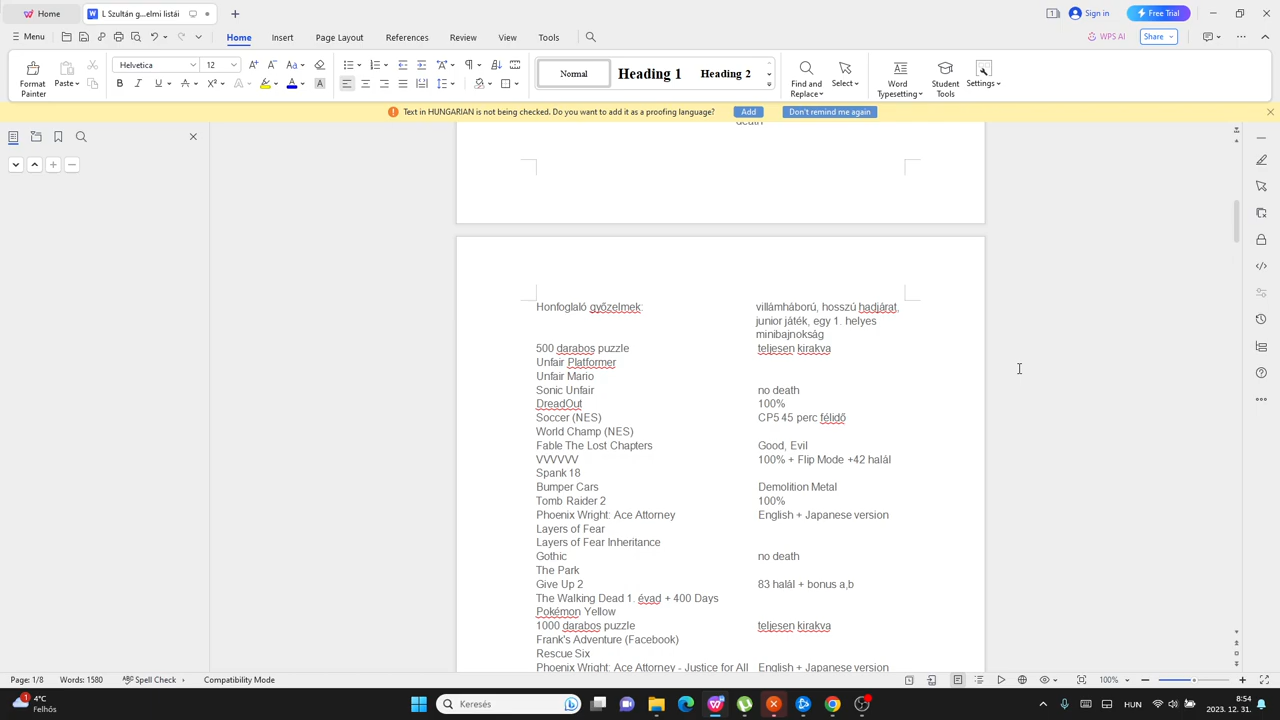 Home
L Szultán g...elmi listái
Sign in
Free Trial
Menu
Home
Insert
Page Layout
References
Review
View
Tools
WPS AI
Share
Format
Painter
Paste
Helvetica
12
Normal
Heading 1
Heading 2
Find and
Replace
Select
Word
Typesetting
Student
Tools
Settings
Text in HUNGARIAN is not being checked. Do you want to add it as a proofing language?
Add
Don't remind me again
death
Honfoglaló győzelmek: villámháború, hosszú hadjárat,
junior játék, egy 1. helyes
minibajnokság
500 darabos puzzle teljesen kirakva
Unfair Platformer
Unfair Mario
Sonic Unfair no death
DreadOut 100%
Soccer (NES) CP5 45 perc félidő
World Champ (NES)
Fable The Lost Chapters Good, Evil
VVVVVV 100% + Flip Mode +42 halál
Spank 18
Bumper Cars Demolition Metal
Tomb Raider 2 100%
Phoenix Wright: Ace Attorney English + Japanese version
Layers of Fear
Layers of Fear Inheritance
Gothic no death
The Park
Give Up 2 83 halál + bonus a,b
The Walking Dead 1. évad + 400 Days
Pokémon Yellow
1000 darabos puzzle teljesen kirakva
Frank's Adventure (Facebook)
Rescue Six
Phoenix Wright: Ace Attorney - Justice for All English + Japanese version
Page: 1/8
Words: 1580
Spell Check
Compatibility Mode
100%
1
4°C
Felhős
Keresés
HUN
8:54
2023. 12. 31.